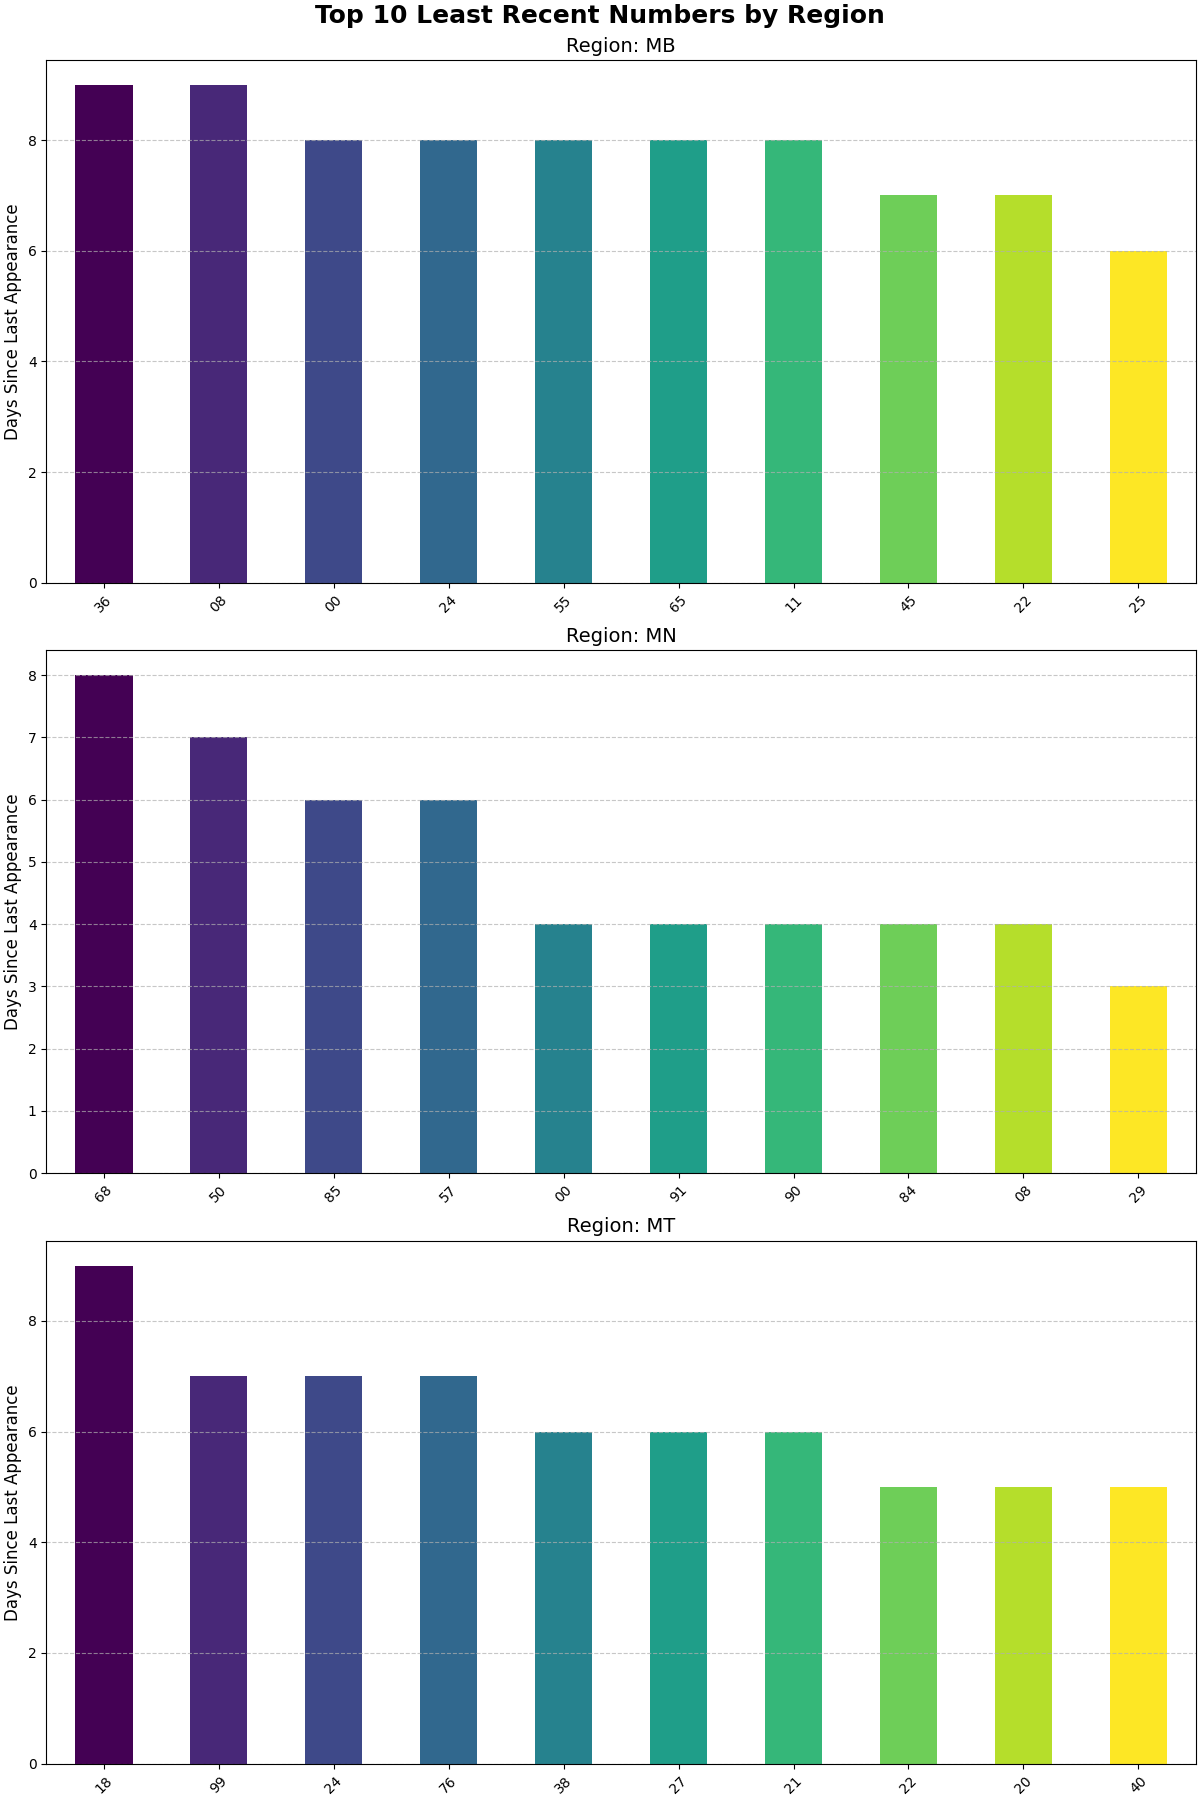 Top 10 Least Recent Numbers by Region
Region: MB
Days Since Last Appearance
8
6
4
2
0
36 08 00 24 55 65 11 45 22 25
Region: MN
Days Since Last Appearance
8
7
6
5
4
3
2
1
0
68 50 85 57 00 91 90 84 08 29
Region: MT
Days Since Last Appearance
8
6
4
2
0
18 99 24 76 38 27 21 22 20 40